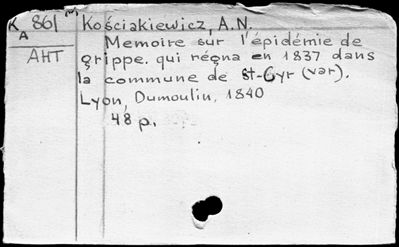 K 861 (3) Kościakiewicz, A.N.
A
AHT
Memoire sur l'épidémie de
grippe. qui régna en 1837 dans
la commune de St-Cyr (var).
Lyon, Dumoulin, 1840
48 p.